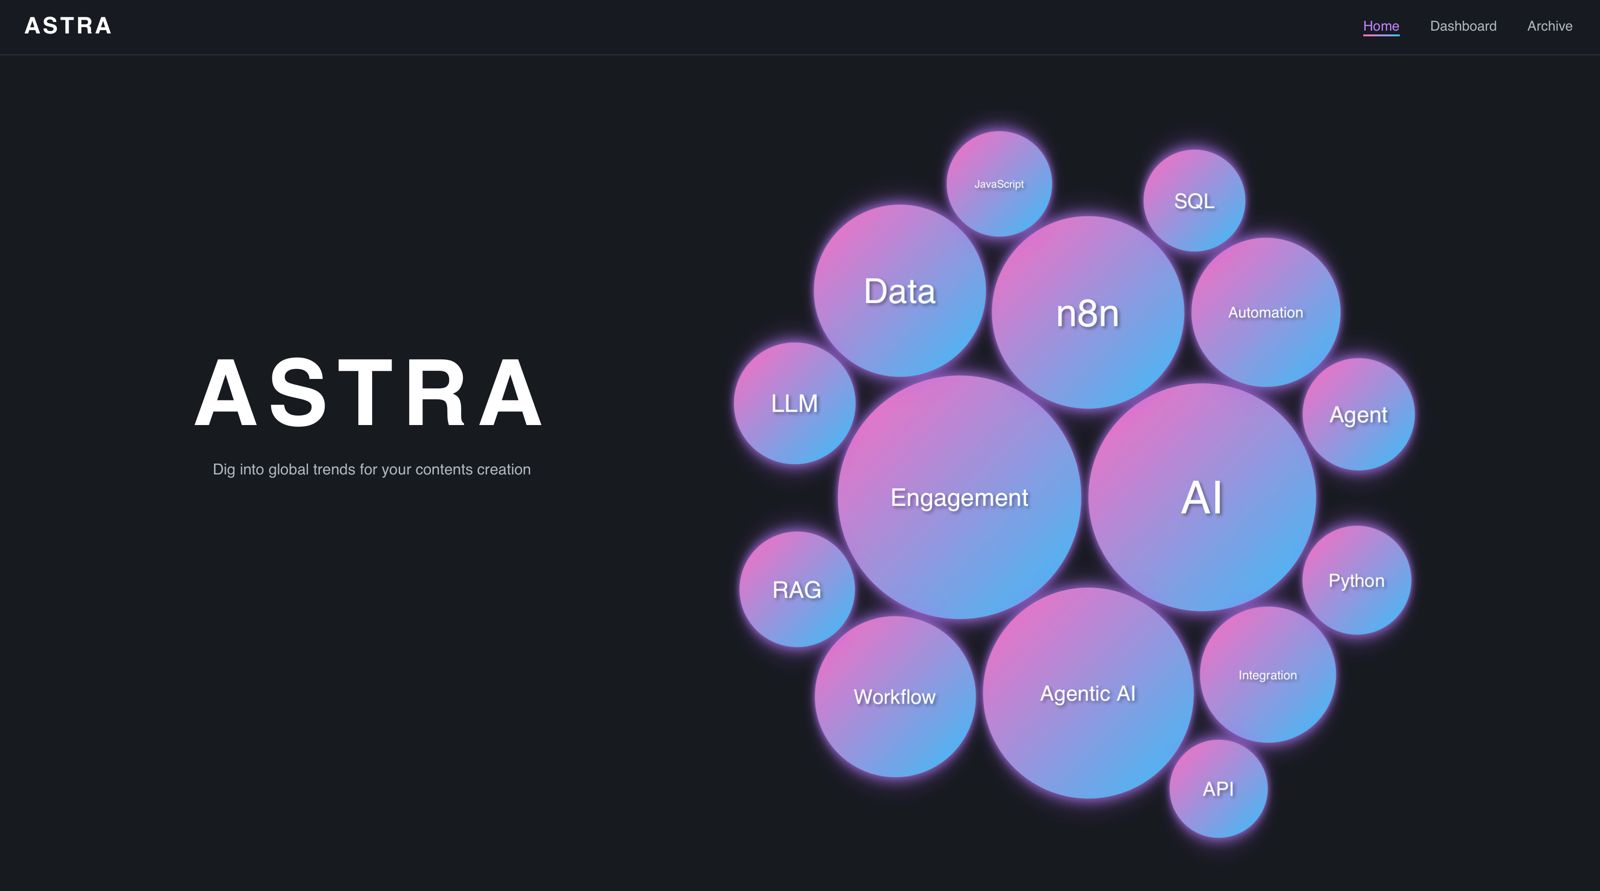 ASTRA
Home
Dashboard
Archive
JavaScript
SQL
Data
n8n
Automation
ASTRA
Dig into global trends for your contents creation
LLM
Agent
Engagement
AI
RAG
Python
Workflow
Agentic AI
Integration
API